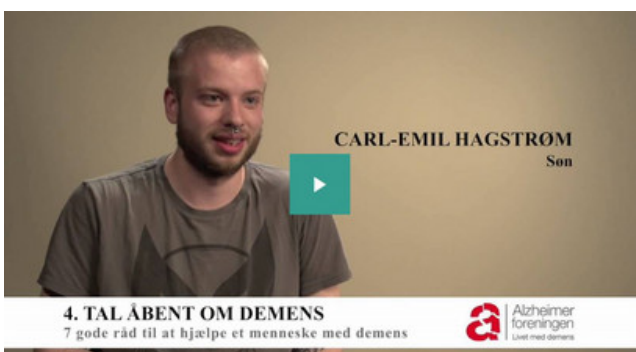 CARL-EMIL HAGSTRØM
Søn
4. TAL ÅBENT OM DEMENS
7 gode råd til at hjælpe et menneske med demens
Alzheimer
foreningen
Livet med demens